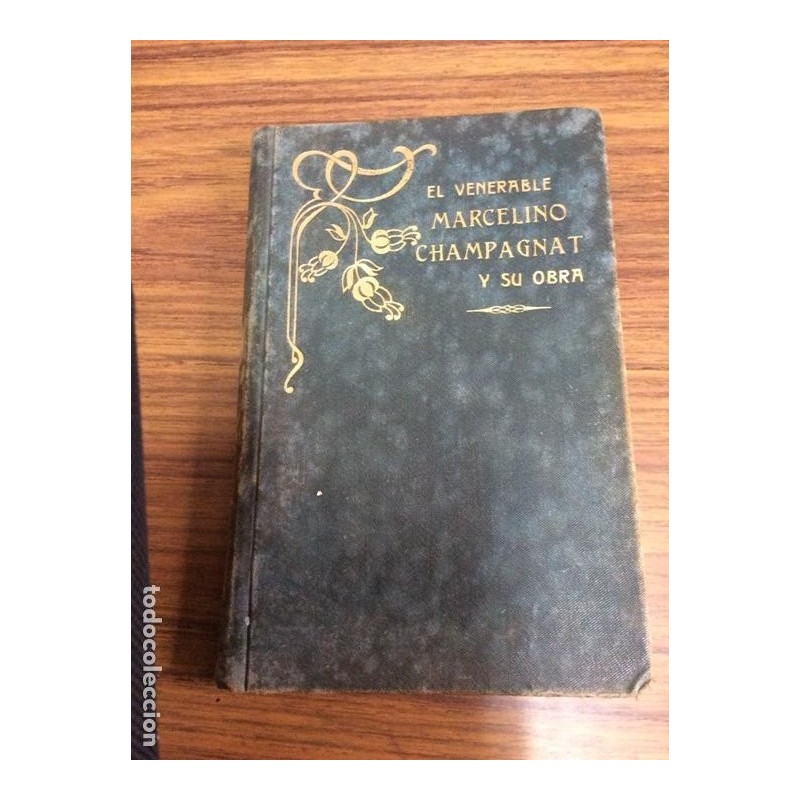 EL VENERABLE
MARCELINO
CHAMPAGNAT
Y SU OBRA
todocoleccion